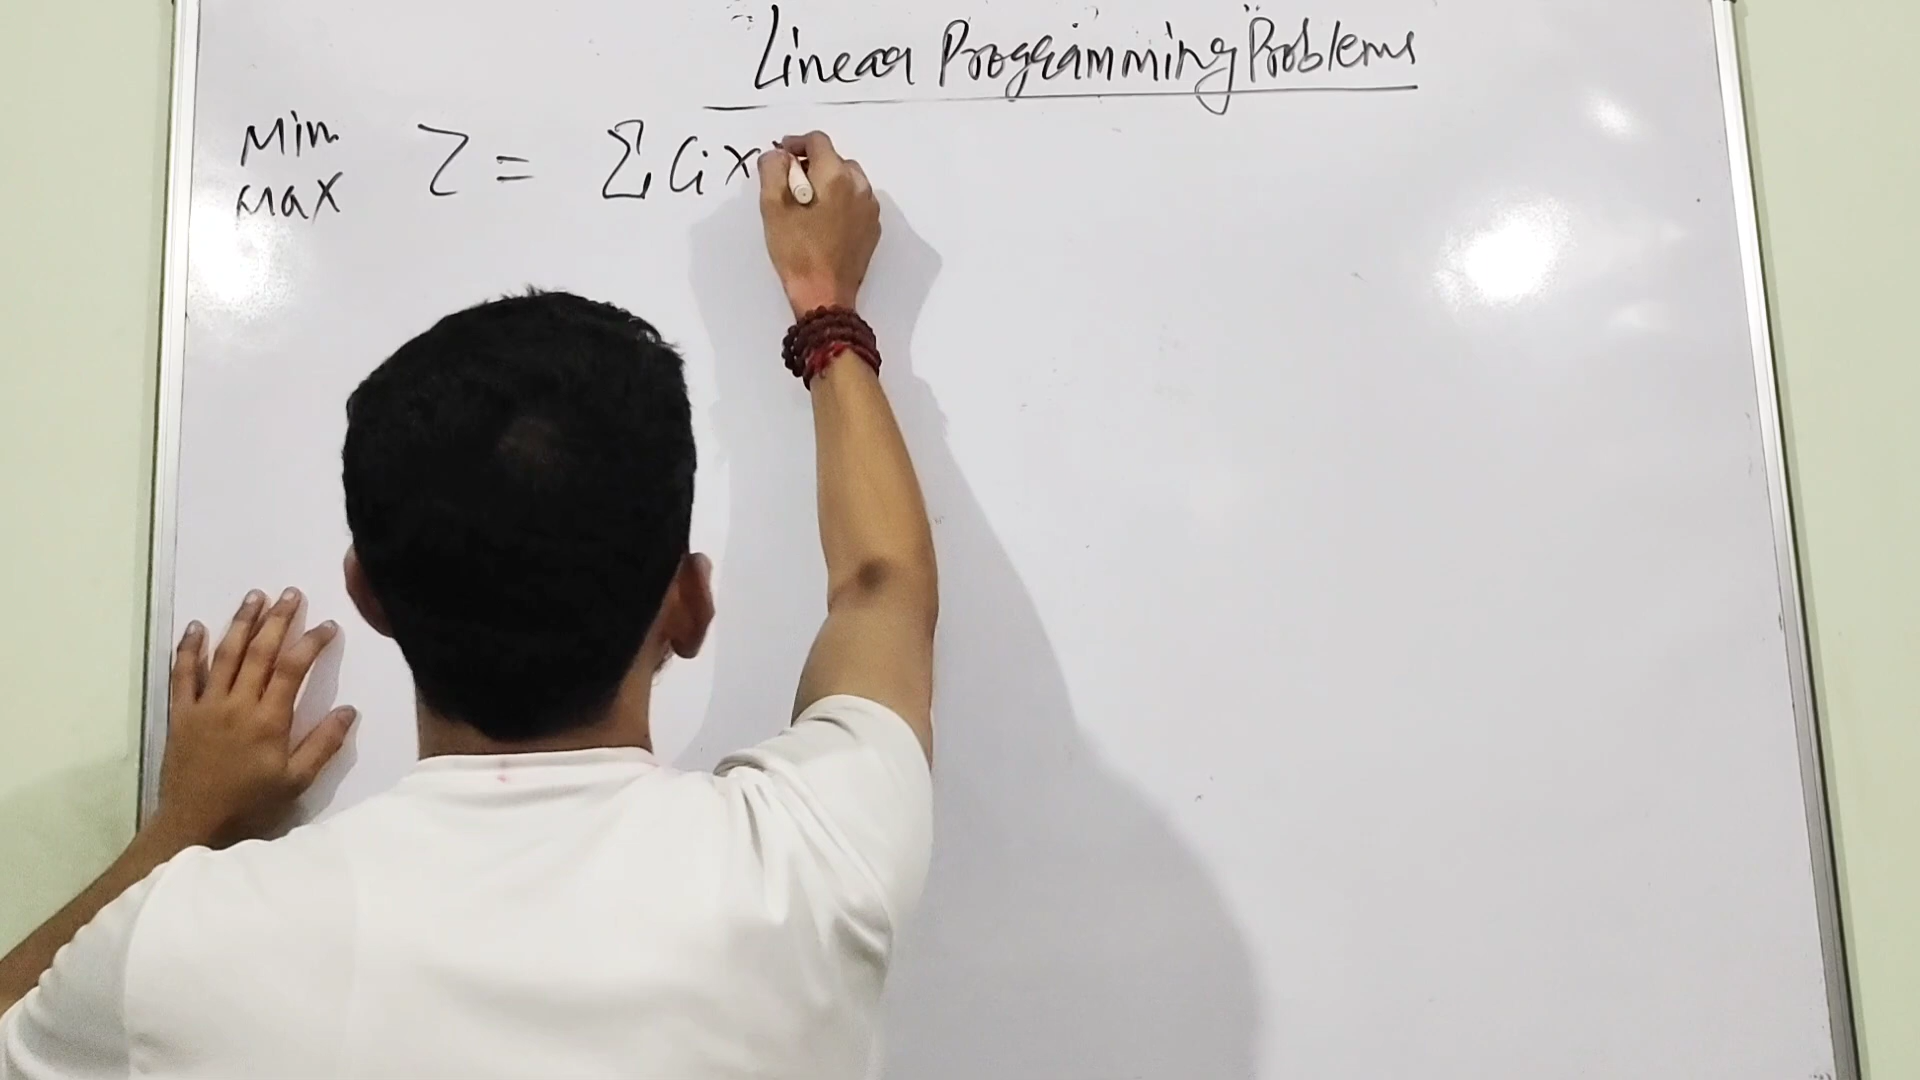 Linear Programming Problems
Min Z = ∑ Ci x
Max